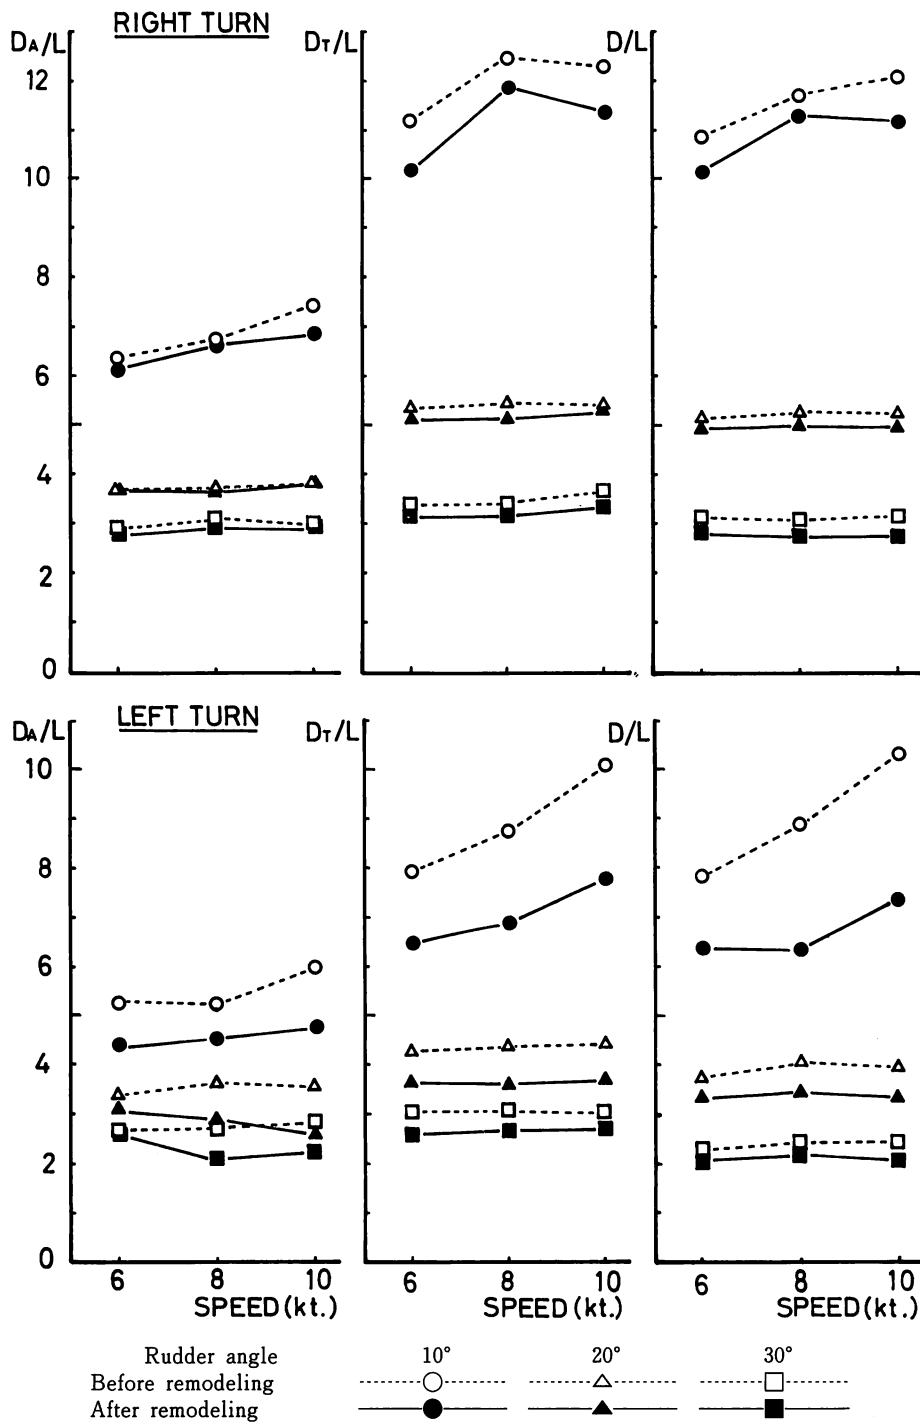 RIGHT TURN
DA/L DT/L D/L
12
10
8
6
4
2
0
LEFT TURN
DA/L DT/L D/L
10
8
6
4
2
0
6 8 10 6 8 10 6 8 10
SPEED (kt.) SPEED (kt.) SPEED (kt.)
Rudder angle 10° 20° 30°
Before remodeling
After remodeling